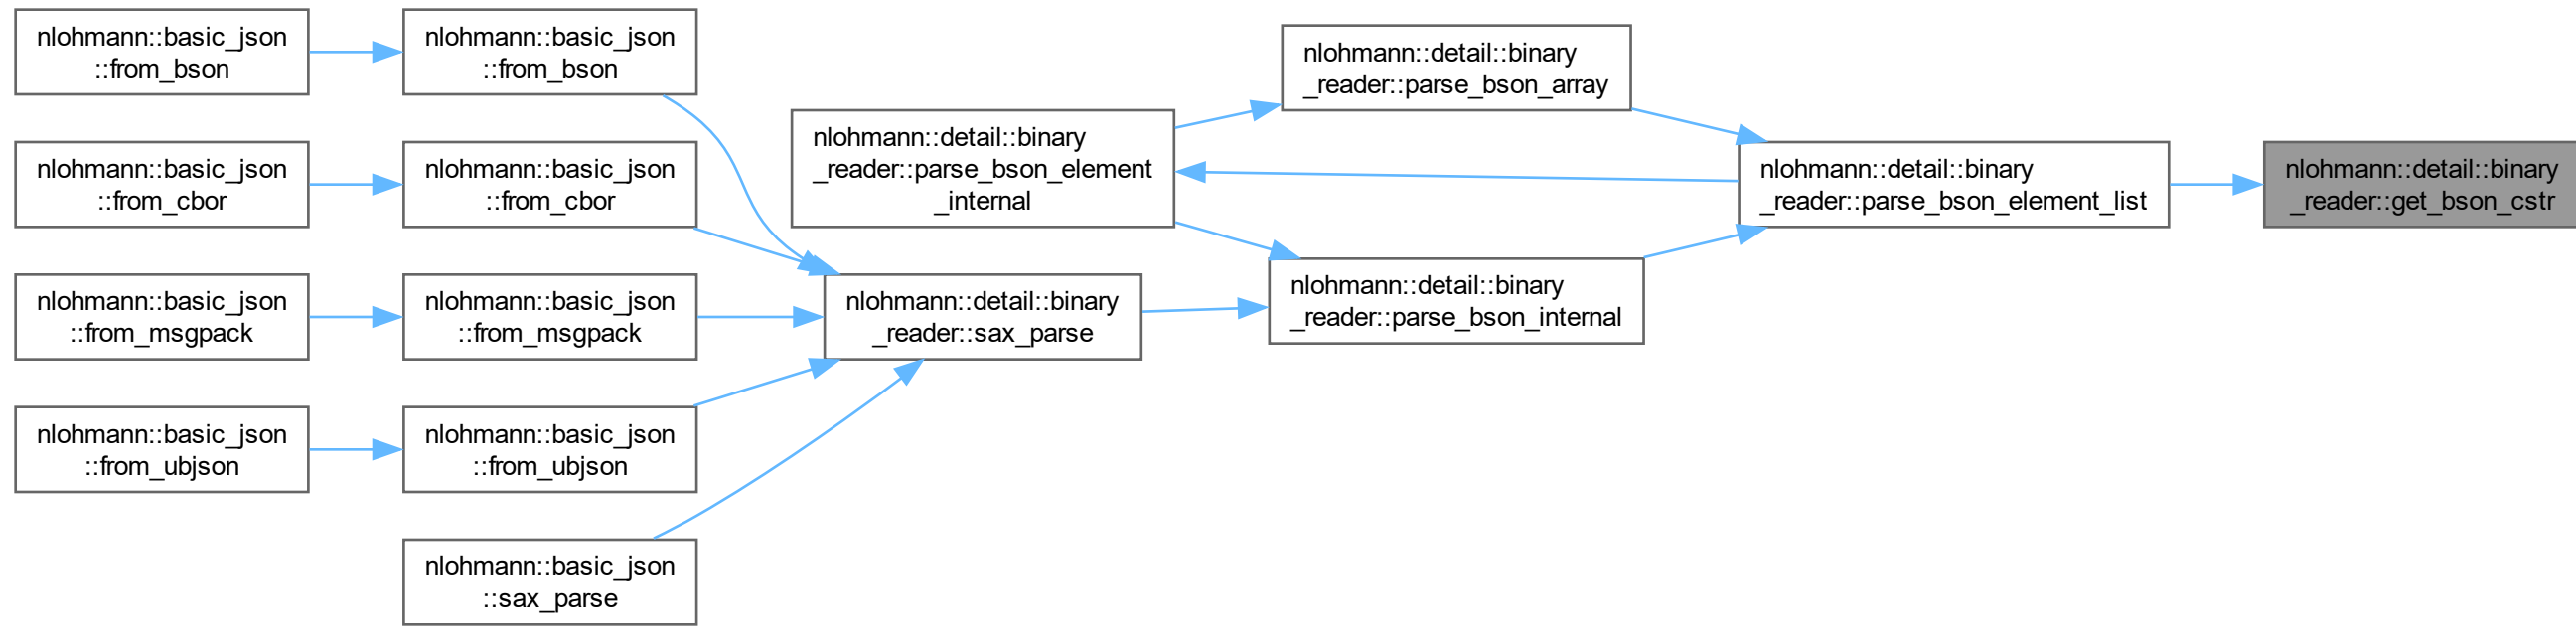 nlohmann::basic_json
::from_bson
nlohmann::basic_json
::from_cbor
nlohmann::basic_json
::from_msgpack
nlohmann::basic_json
::from_ubjson
nlohmann::basic_json
::from_bson
nlohmann::basic_json
::from_cbor
nlohmann::basic_json
::from_msgpack
nlohmann::basic_json
::from_ubjson
nlohmann::basic_json
::sax_parse
nlohmann::detail::binary
_reader::parse_bson_element
_internal
nlohmann::detail::binary
_reader::sax_parse
nlohmann::detail::binary
_reader::parse_bson_array
nlohmann::detail::binary
_reader::parse_bson_internal
nlohmann::detail::binary
_reader::parse_bson_element_list
nlohmann::detail::binary
_reader::get_bson_cstr